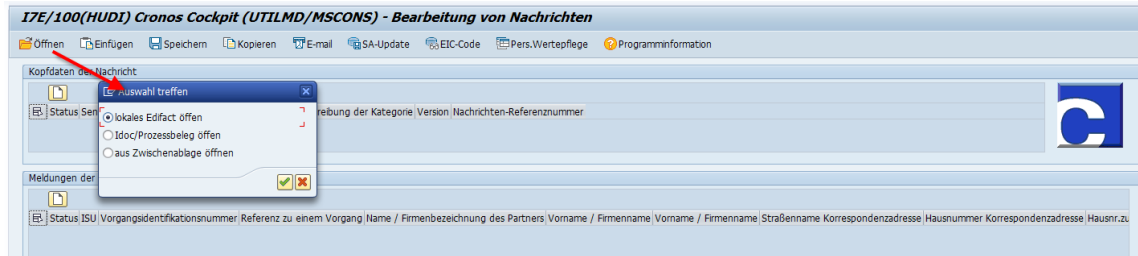 I7E/100(HUDI) Cronos Cockpit (UTILMD/MSCONS) - Bearbeitung von Nachrichten
Öffnen Einfügen Speichern Kopieren E-mail SA-Update EIC-Code Pers.Wertepflege Programminformation
Kopfdaten der Nachricht
Auswahl treffen
Status Sen reibung der Kategorie Version Nachrichten-Referenznummer
lokales Edifact öffen
Idoc/Prozessbeleg öffen
aus Zwischenablage öffnen
Meldungen der
Status ISU Vorgangsidentifikationsnummer Referenz zu einem Vorgang Name / Firmenbezeichnung des Partners Vorname / Firmenname Vorname / Firmenname Straßenname Korrespondenzadresse Hausnummer Korrespondenzadresse Hausnr.zu